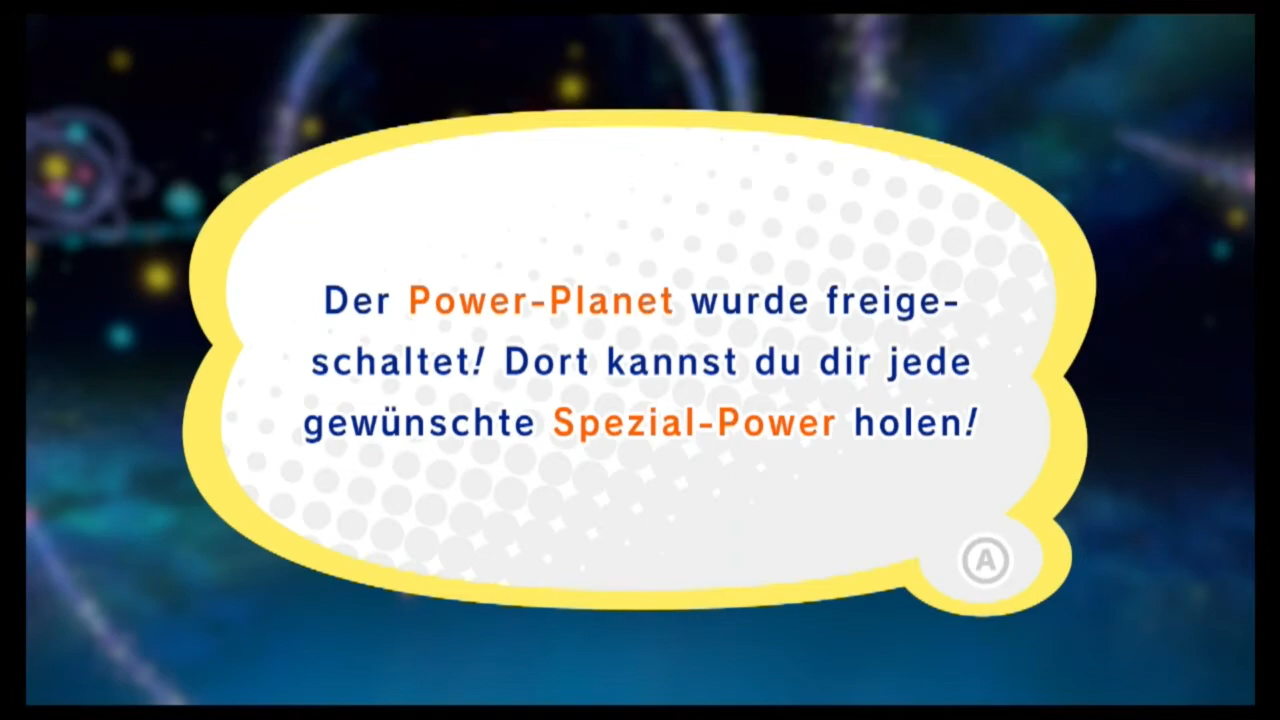 Der Power-Planet wurde freige-
schaltet! Dort kannst du dir jede
gewünschte Spezial-Power holen!
A